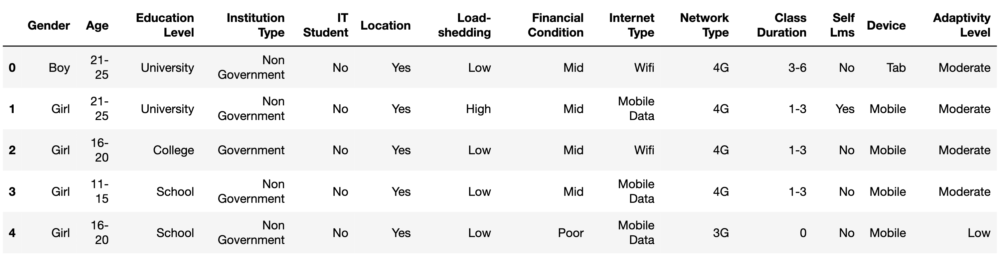 Gender Age Education Level Institution Type IT Student Location Load-shedding Financial Condition Internet Type Network Type Class Duration Self Lms Device Adaptivity Level
0 Boy 21-25 University Non Government No Yes Low Mid Wifi 4G 3-6 No Tab Moderate
1 Girl 21-25 University Non Government No Yes High Mid Mobile Data 4G 1-3 Yes Mobile Moderate
2 Girl 16-20 College Government No Yes Low Mid Wifi 4G 1-3 No Mobile Moderate
3 Girl 11-15 School Non Government No Yes Low Mid Mobile Data 4G 1-3 No Mobile Moderate
4 Girl 16-20 School Non Government No Yes Low Poor Mobile Data 3G 0 No Mobile Low